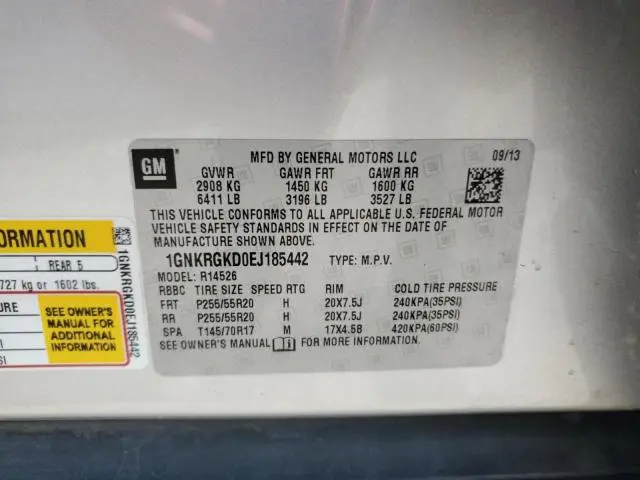 GM
MFD BY GENERAL MOTORS LLC 09/13
GVWR GAWR FRT GAWR RR
2908 KG 1450 KG 1600 KG
6411 LB 3196 LB 3527 LB
THIS VEHICLE CONFORMS TO ALL APPLICABLE U.S. FEDERAL MOTOR
VEHICLE SAFETY STANDARDS IN EFFECT ON THE DATE OF
MANUFACTURE SHOWN ABOVE.
1GNKRGKD0EJ185442 TYPE: M.P.V.
MODEL: R14526
RBBC TIRE SIZE SPEED RTG RIM COLD TIRE PRESSURE
FRT P255/55R20 H 20X7.5J 240KPA(35PSI)
RR P255/55R20 H 20X7.5J 240KPA(35PSI)
SPA T145/70R17 M 17X4.5B 420KPA(60PSI)
SEE OWNER'S MANUAL FOR MORE INFORMATION.
ORMATION
REAR 5
727 kg or 1602 lbs.
URE
SEE OWNER'S
MANUAL FOR
ADDITIONAL
INFORMATION
1GNKRGKD0EJ185442